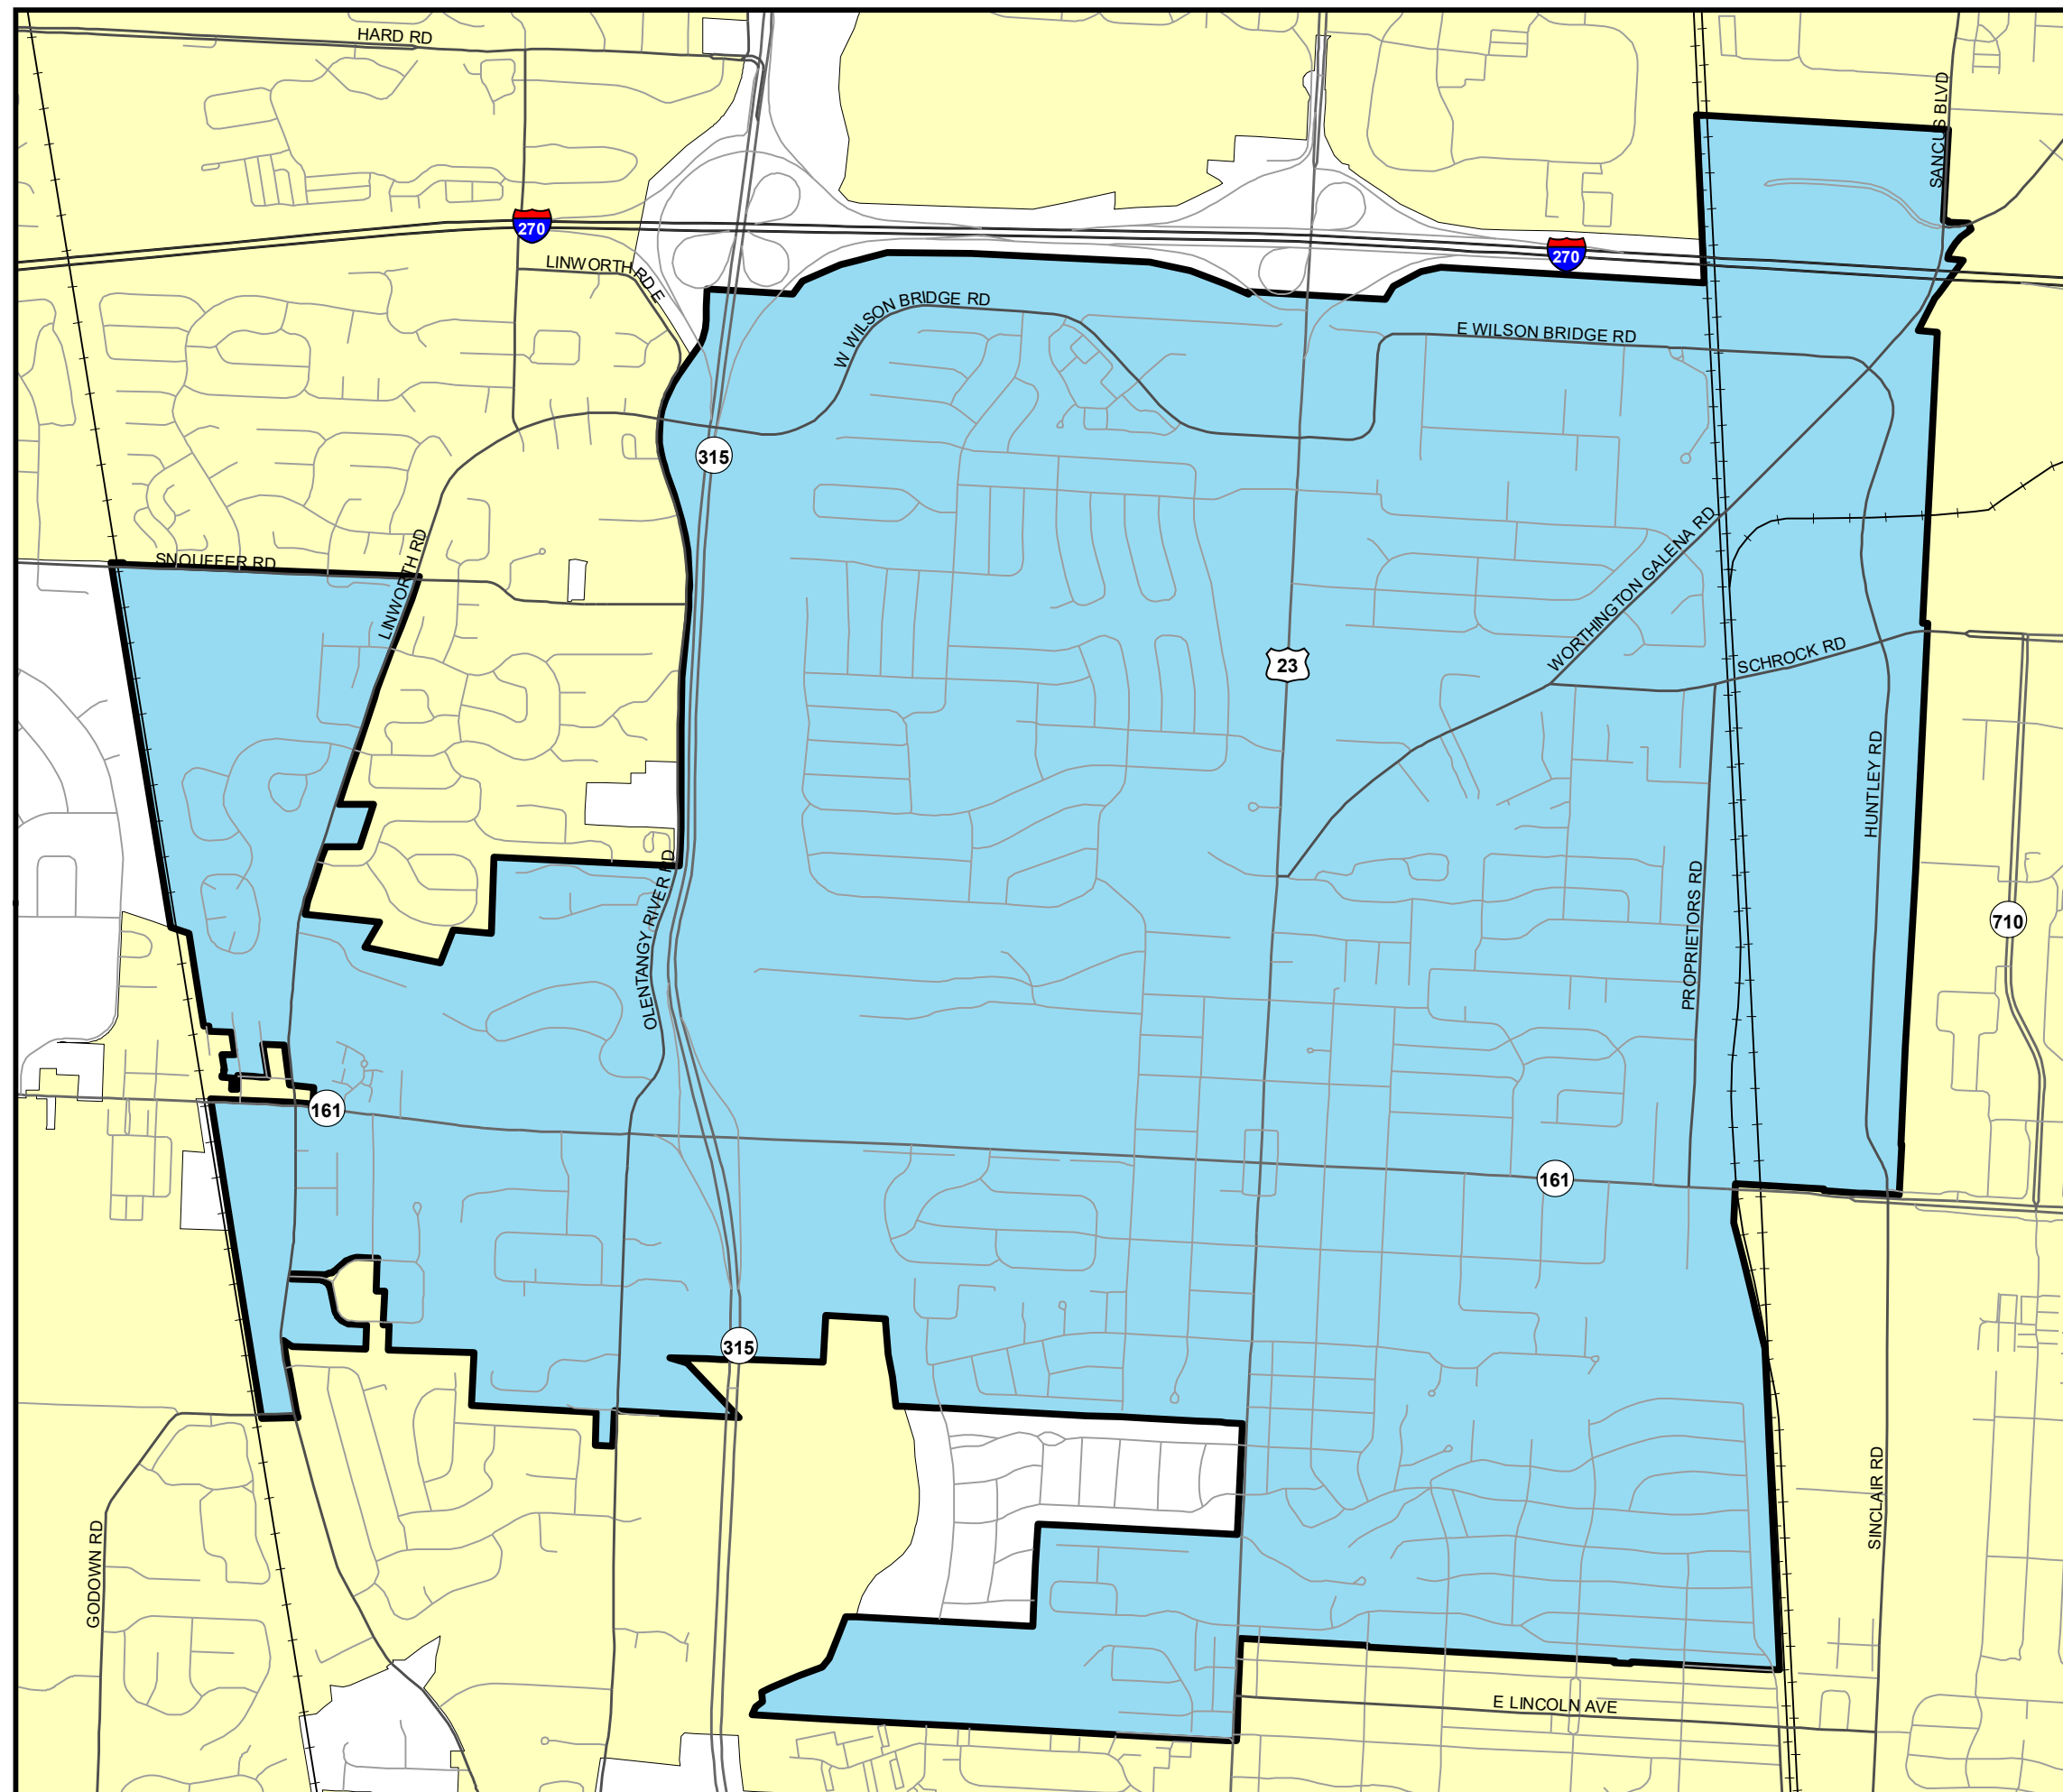 HARD RD
SANCUS BLVD
270
270
LINWORTH RD E
W WILSON BRIDGE RD
E WILSON BRIDGE RD
315
SNOUFFER RD
LINWORTH RD
WORTHINGTON GALENA RD
23
SCHROCK RD
HUNTLEY RD
OLENTANGY RIVER RD
PROPRIETORS RD
710
161
161
315
SINCLAIR RD
GODOWN RD
E LINCOLN AVE